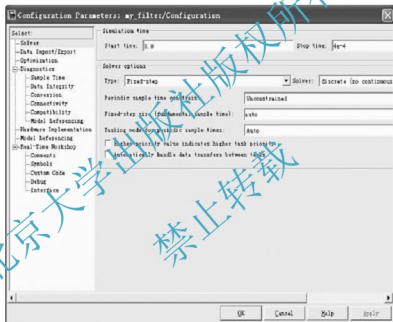 Configuration Parameters: my_filter/Configuration
Select:
Solver
Data Import/Export
Optimization
Diagnostics
Sample Time
Data Integrity
Conversion
Connectivity
Compatibility
Model Referencing
Hardware Implementation
Model Referencing
Real-Time Workshop
Comments
Symbols
Custom Code
Debug
Interface
Simulation time
Start time: 0.0
Stop time: 4e-4
Solver options
Type: Fixed-step
Solver: discrete (no continuous
Periodic sample time constraint: Unconstrained
Fixed-step size (fundamental sample time): auto
Tasking mode for periodic sample times: Auto
Higher priority value indicates higher task priority
Automatically handle data transfers between tasks
OK
Cancel
Help
Apply
北京大学出版社版权所
禁止转载